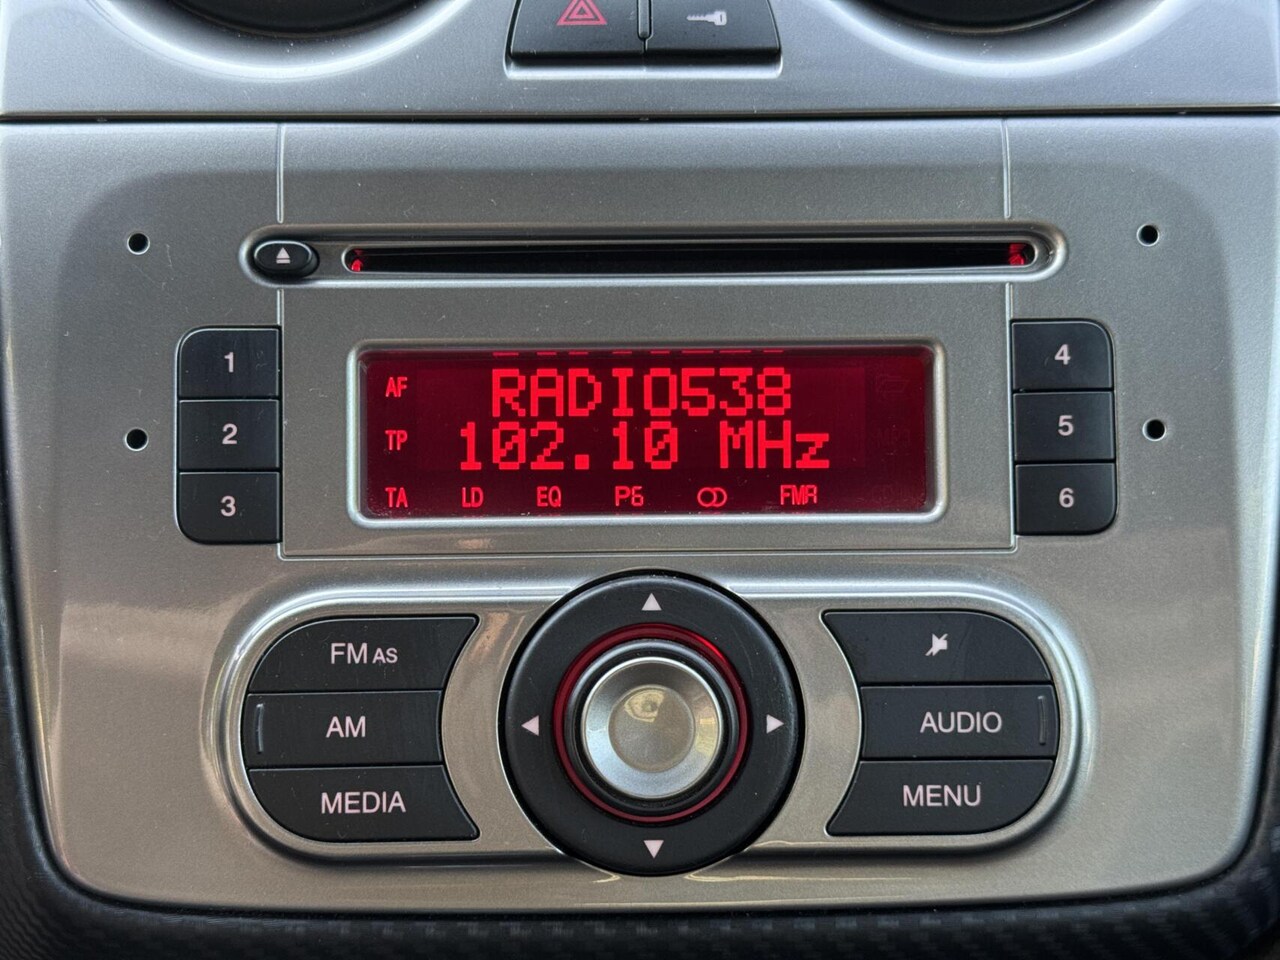 1
2
3
4
5
6
AF
RADIO538
TP
102.10 MHz
TA LD EQ P6 FMA
FM AS
AM
MEDIA
AUDIO
MENU